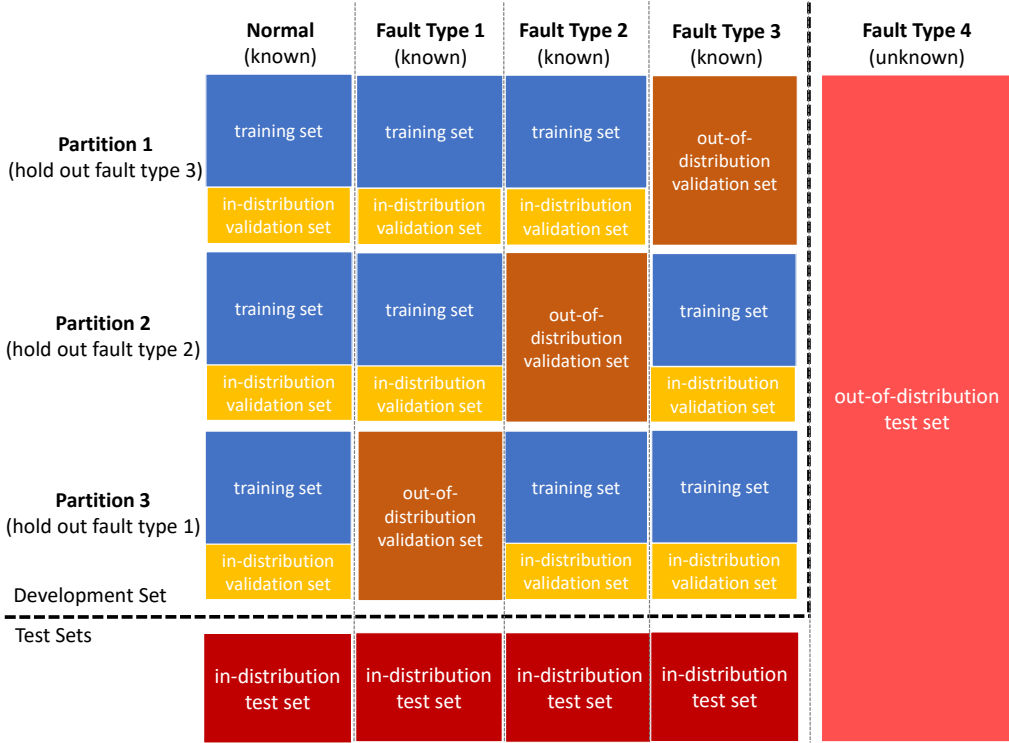 Normal
(known)
Fault Type 1
(known)
Fault Type 2
(known)
Fault Type 3
(known)
Fault Type 4
(unknown)
Partition 1
(hold out fault type 3)
training set
in-distribution
validation set
training set
in-distribution
validation set
training set
in-distribution
validation set
out-of-
distribution
validation set
Partition 2
(hold out fault type 2)
training set
in-distribution
validation set
training set
in-distribution
validation set
out-of-
distribution
validation set
training set
in-distribution
validation set
Partition 3
(hold out fault type 1)
training set
in-distribution
validation set
out-of-
distribution
validation set
training set
in-distribution
validation set
training set
in-distribution
validation set
out-of-distribution
test set
Development Set
Test Sets
in-distribution
test set
in-distribution
test set
in-distribution
test set
in-distribution
test set